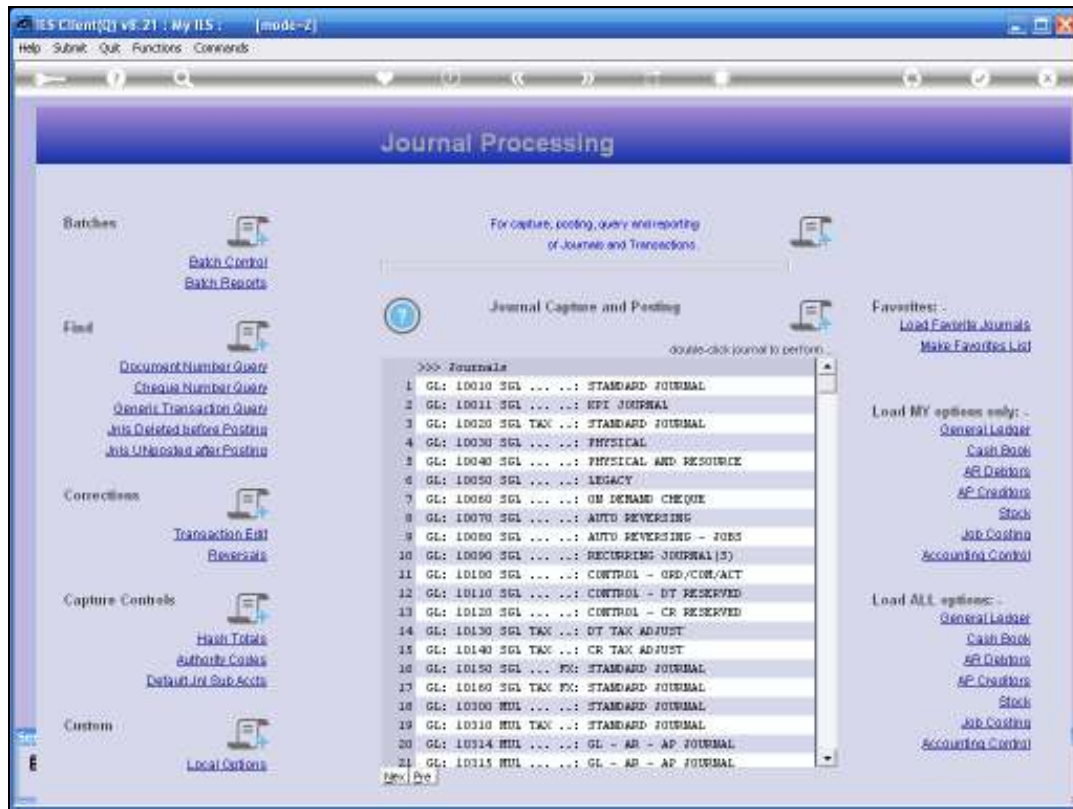 IES Client(Q) v8.21 : My IES :    [mode=Z]
Help Submit Quit Functions Commands
Journal Processing
Batches
Batch Control
Batch Reports
Find
Document Number Query
Cheque Number Query
Generic Transaction Query
Jnls Deleted before Posting
Jnls UNposted after Posting
Corrections
Transaction Edit
Reversals
Capture Controls
Hash Totals
Authority Codes
Default Jnl Sub Accts
Custom
Local Options
For capture, posting, query and reporting
of Journals and Transactions
Journal Capture and Posting
double-click journal to perform ..
>>> Journals
1 GL: 10010 SGL ... ..: STANDARD JOURNAL
2 GL: 10011 SGL ... ..: KPI JOURNAL
3 GL: 10020 SGL TAX ..: STANDARD JOURNAL
4 GL: 10030 SGL ... ..: PHYSICAL
5 GL: 10040 SGL ... ..: PHYSICAL AND RESOURCE
6 GL: 10050 SGL ... ..: LEGACY
7 GL: 10060 SGL ... ..: ON DEMAND CHEQUE
8 GL: 10070 SGL ... ..: AUTO REVERSING
9 GL: 10080 SGL ... ..: AUTO REVERSING - JOBS
10 GL: 10090 SGL ... ..: RECURRING JOURNAL(S)
11 GL: 10100 SGL ... ..: CONTROL - ORD/COM/ACT
12 GL: 10110 SGL ... ..: CONTROL - DT RESERVED
13 GL: 10120 SGL ... ..: CONTROL - CR RESERVED
14 GL: 10130 SGL TAX ..: DT TAX ADJUST
15 GL: 10140 SGL TAX ..: CR TAX ADJUST
16 GL: 10150 SGL ... FX: STANDARD JOURNAL
17 GL: 10160 SGL TAX FX: STANDARD JOURNAL
18 GL: 10300 MUL ... ..: STANDARD JOURNAL
19 GL: 10310 MUL TAX ..: STANDARD JOURNAL
20 GL: 10314 MUL ... ..: GL - AR - AP JOURNAL
21 GL: 10315 MUL ... ..: GL - AR - AP JOURNAL
Nex Pre
Favorites: .
Load Favorite Journals
Make Favorites List
Load MY options only: .
General Ledger
Cash Book
AR Debtors
AP Creditors
Stock
Job Costing
Accounting Control
Load ALL options: .
General Ledger
Cash Book
AR Debtors
AP Creditors
Stock
Job Costing
Accounting Control